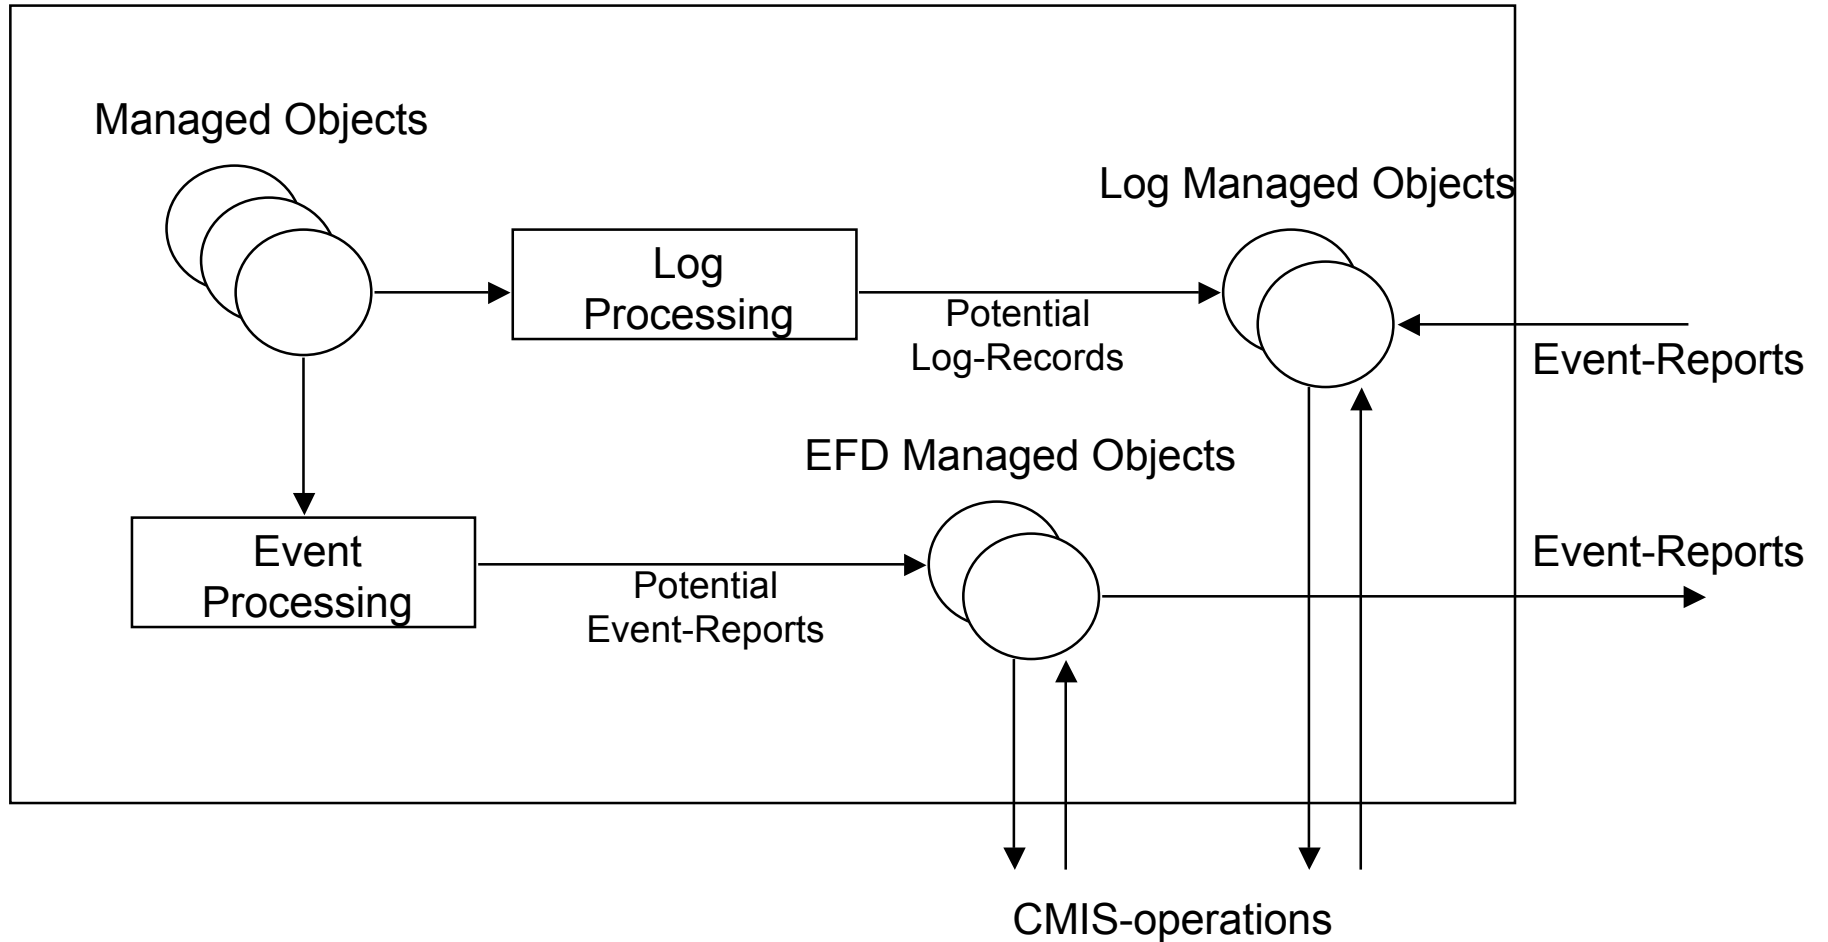 Managed Objects
Log Managed Objects
Log
Processing
Potential
Log-Records
Event-Reports
EFD Managed Objects
Event
Processing
Potential
Event-Reports
Event-Reports
CMIS-operations